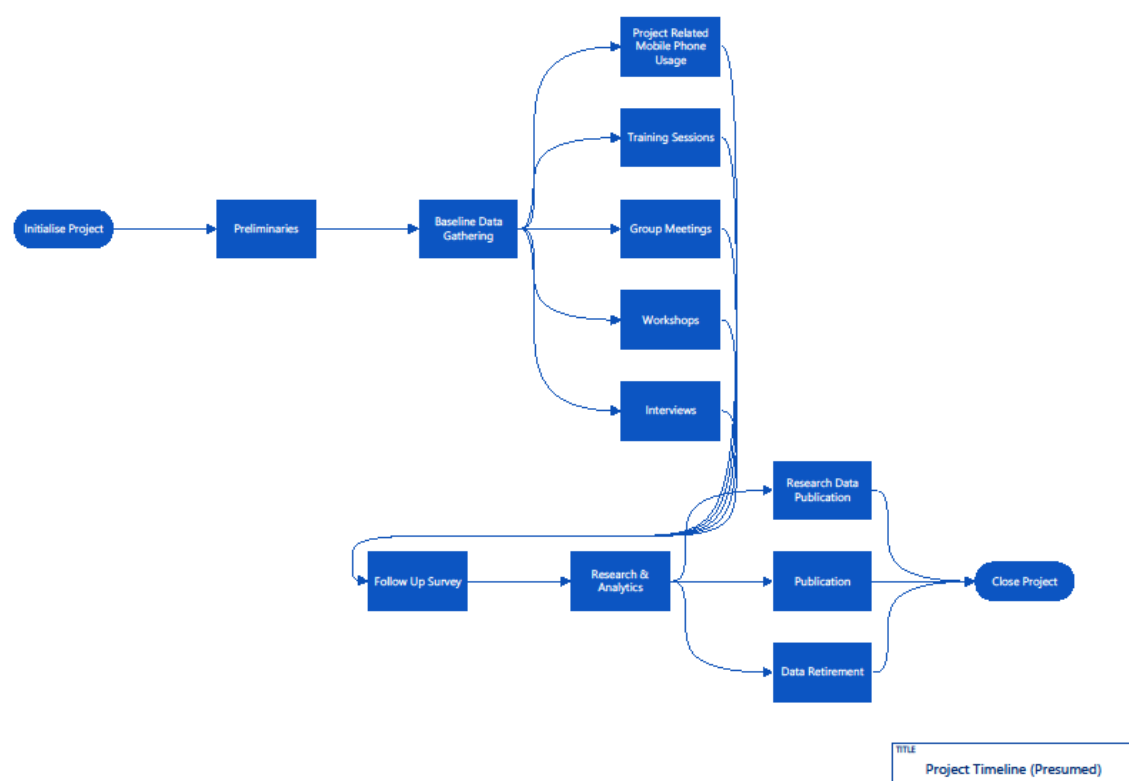 Project Related
Mobile Phone
Usage
Training Sessions
Initialise Project
Preliminaries
Baseline Data
Gathering
Group Meetings
Workshops
Interviews
Research Data
Publication
Follow Up Survey
Research &
Analytics
Publication
Close Project
Data Retirement
TITLE
Project Timeline (Presumed)